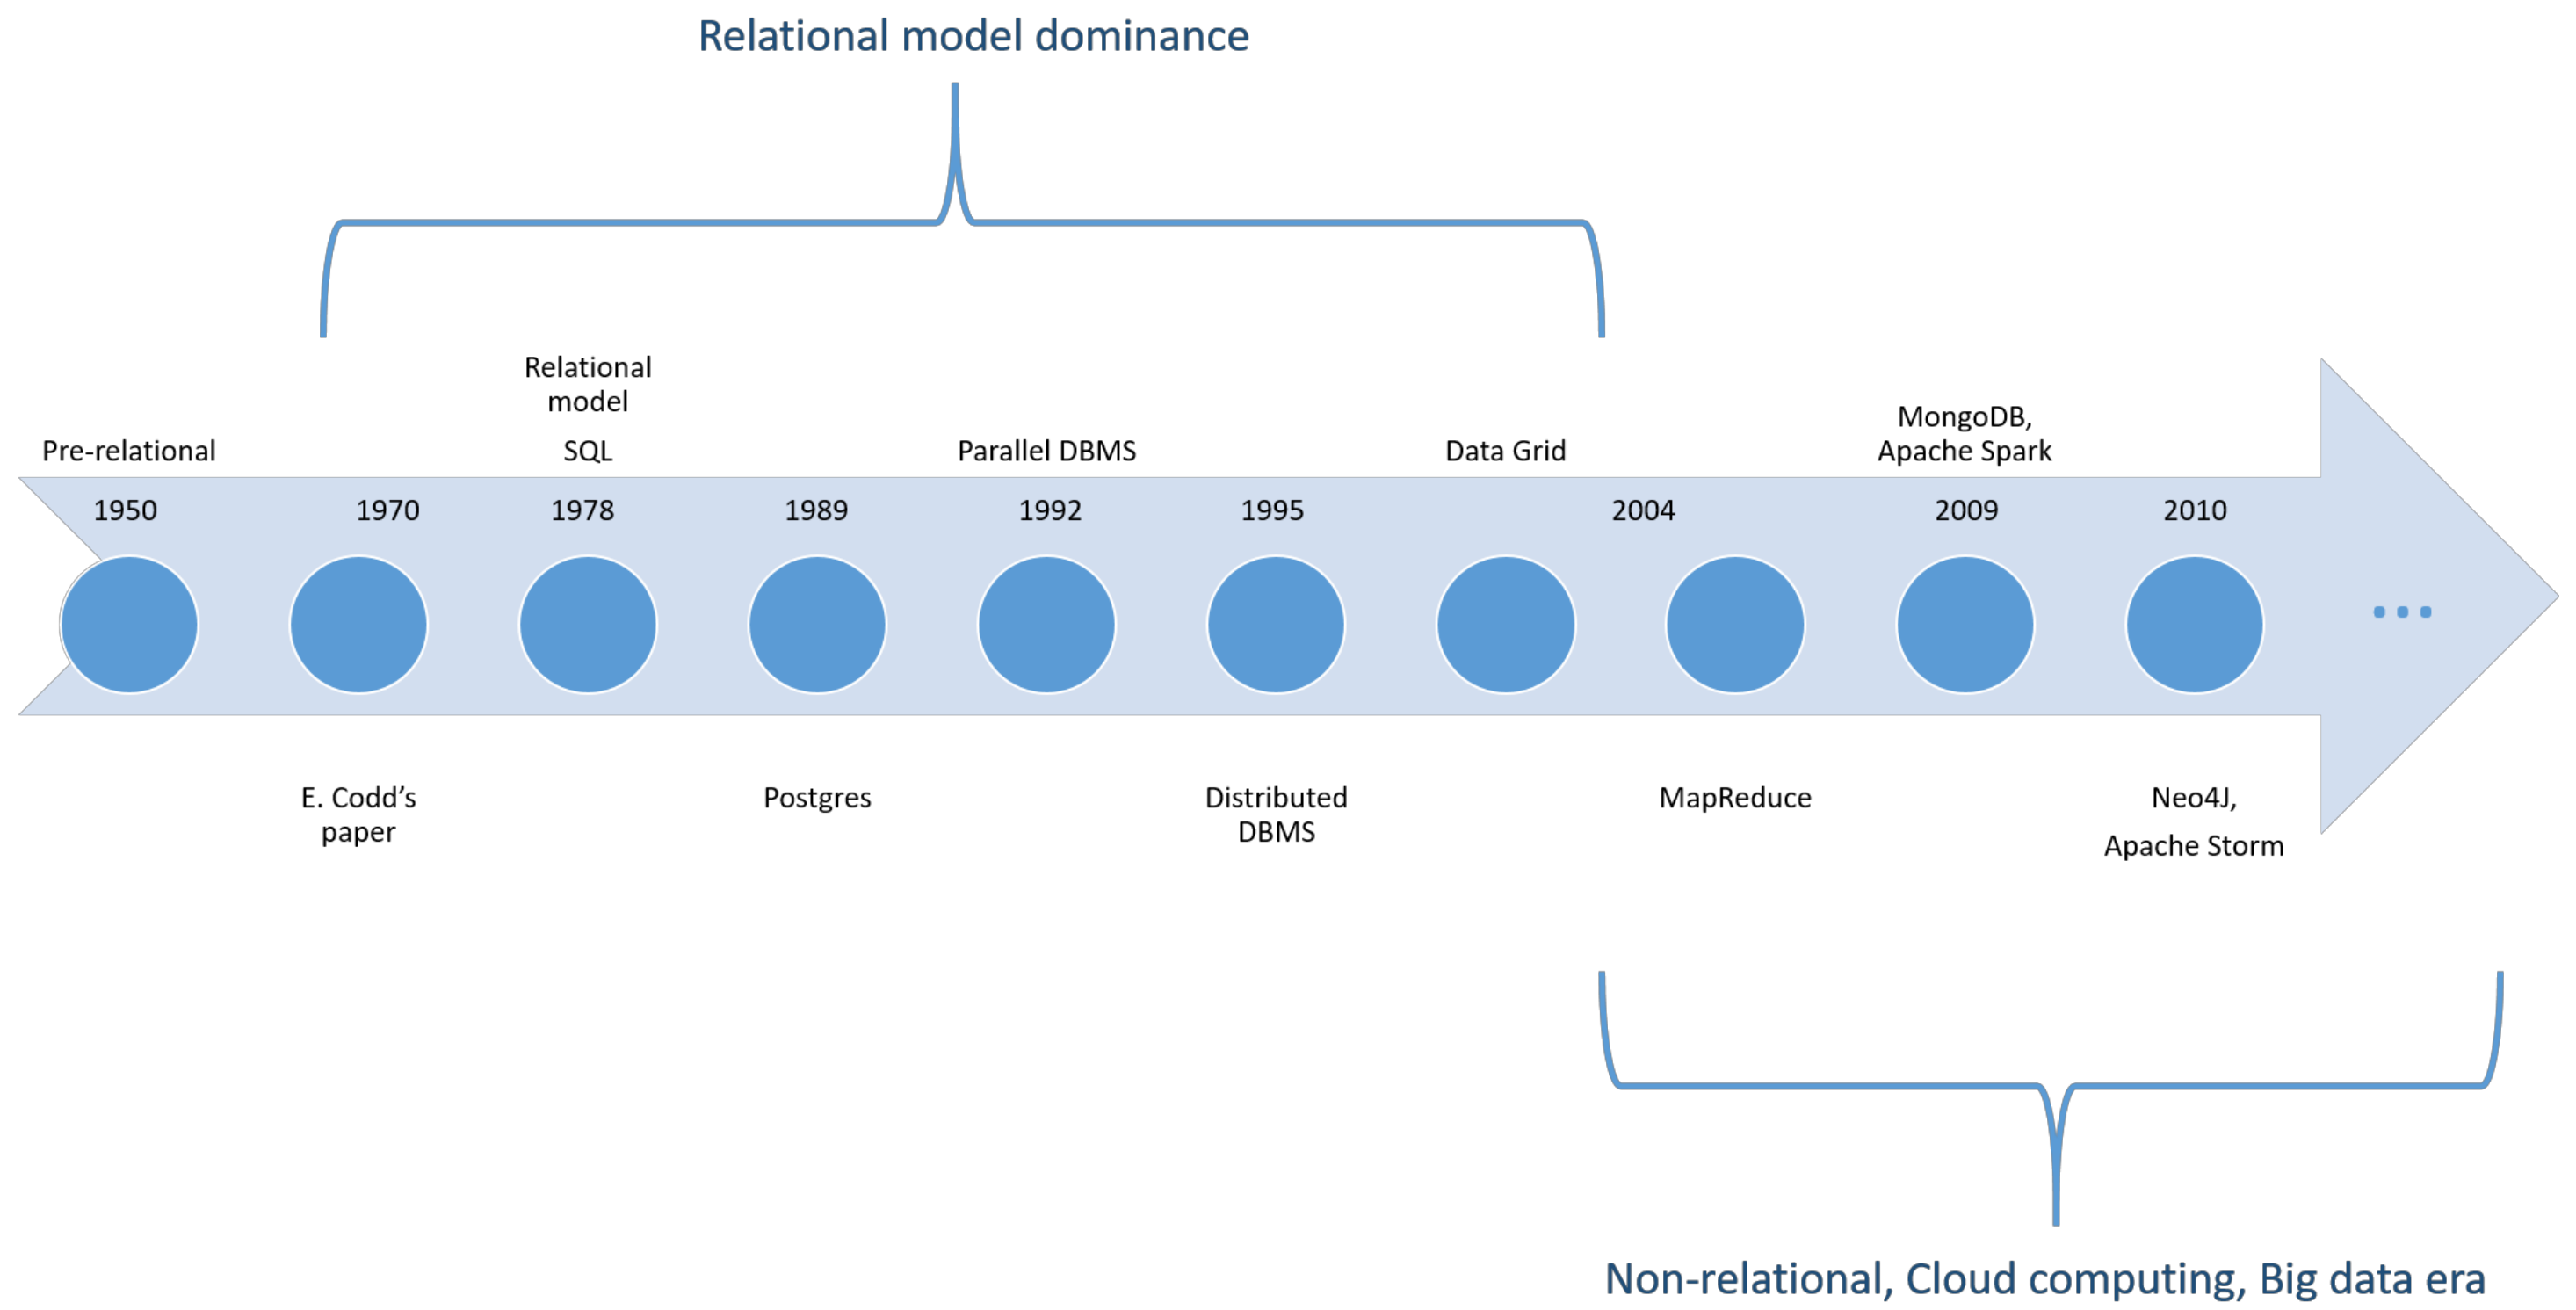 Relational model dominance
Relational
model
SQL
Pre-relational
Parallel DBMS
Data Grid
MongoDB,
Apache Spark
1950
1970
1978
1989
1992
1995
2004
2009
2010
...
E. Codd’s
paper
Postgres
Distributed
DBMS
MapReduce
Neo4J,
Apache Storm
Non-relational, Cloud computing, Big data era